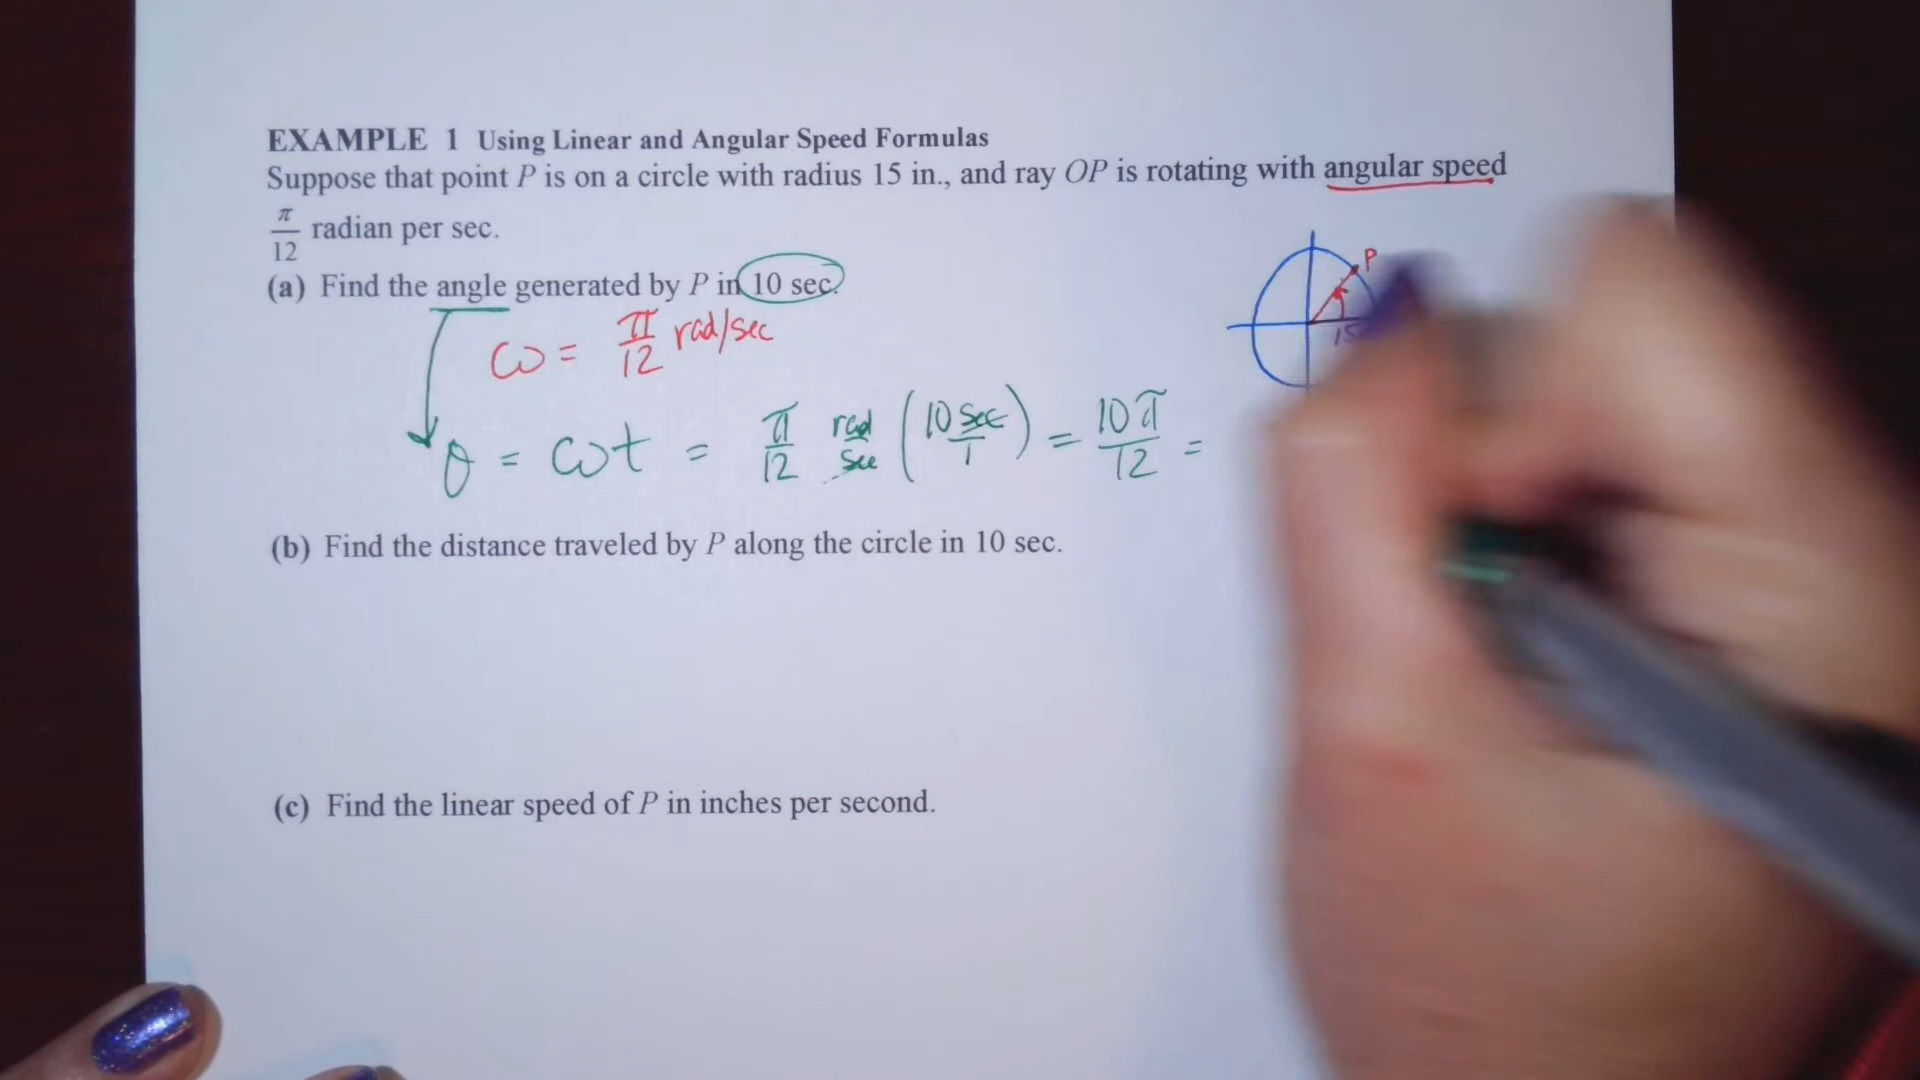 EXAMPLE 1 Using Linear and Angular Speed Formulas
Suppose that point P is on a circle with radius 15 in., and ray OP is rotating with angular speed
π/12 radian per sec.
P
15
(a) Find the angle generated by P in 10 sec.
ω = π/12 rad/sec
θ = ωt = π/12 rad/sec (10 sec/1) = 10π/12 =
(b) Find the distance traveled by P along the circle in 10 sec.
(c) Find the linear speed of P in inches per second.